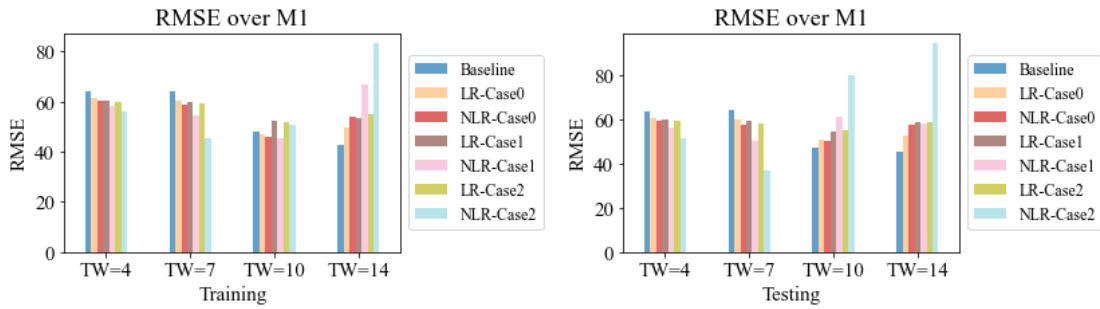 RMSE over M1
RMSE
80
60
40
20
0
TW=4 TW=7 TW=10 TW=14
Training
Baseline
LR-Case0
NLR-Case0
LR-Case1
NLR-Case1
LR-Case2
NLR-Case2
RMSE over M1
RMSE
80
60
40
20
0
TW=4 TW=7 TW=10 TW=14
Testing
Baseline
LR-Case0
NLR-Case0
LR-Case1
NLR-Case1
LR-Case2
NLR-Case2